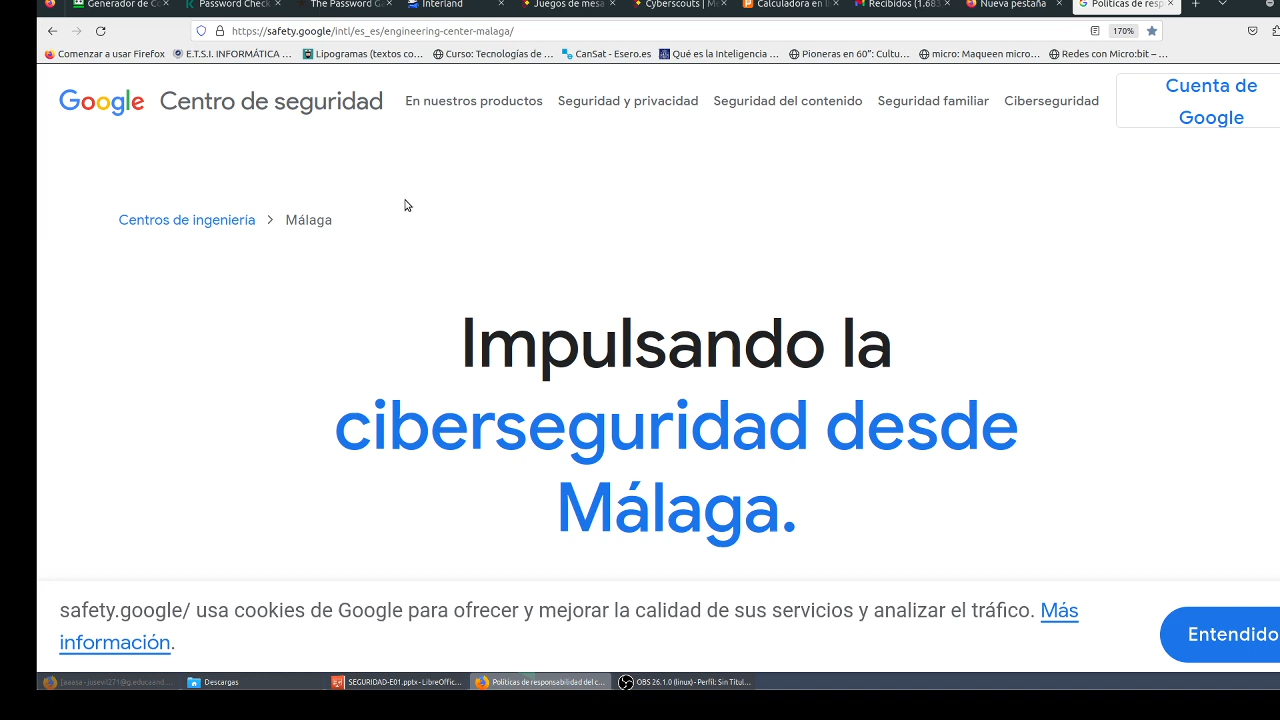 Generador de Co
Password Check
The Password Ga
Interland
Juegos de mesa
Cyberscouts | Me
Calculadora en lí
Recibidos (1.683
Nueva pestaña
Políticas de resp
https://safety.google/intl/es_es/engineering-center-malaga/
170%
Comenzar a usar Firefox
E.T.S.I. INFORMÁTICA ...
Lipogramas (textos co...
Curso: Tecnologías de ...
CanSat - Esero.es
Qué es la Inteligencia ...
Pioneras en 60”: Cultu...
micro: Maqueen micro...
Redes con Micro:bit – ...
Google Centro de seguridad
En nuestros productos
Seguridad y privacidad
Seguridad del contenido
Seguridad familiar
Ciberseguridad
Cuenta de
Google
Centros de ingeniería > Málaga
Impulsando la
ciberseguridad desde
Málaga.
safety.google/ usa cookies de Google para ofrecer y mejorar la calidad de sus servicios y analizar el tráfico. Más
información.
Entendido
Descargas
SEGURIDAD-E01.pptx - LibreOffic...
Políticas de responsabilidad del c...
OBS 26.1.0 (linux) - Perfil: Sin Títul...